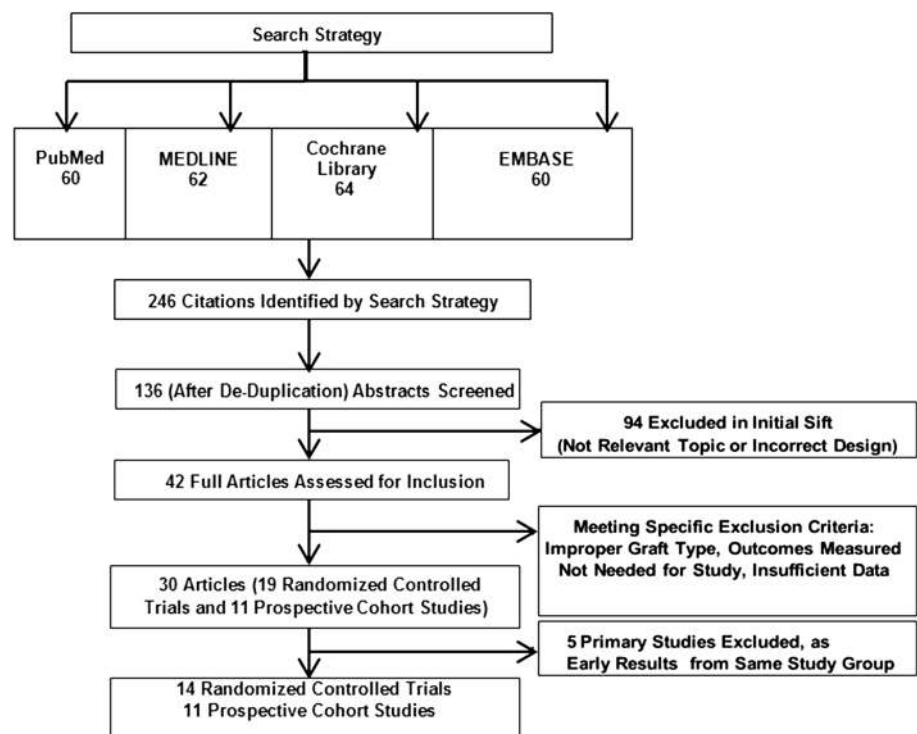 Search Strategy
PubMed
60
MEDLINE
62
Cochrane
Library
64
EMBASE
60
246 Citations Identified by Search Strategy
136 (After De-Duplication) Abstracts Screened
94 Excluded in Initial Sift
(Not Relevant Topic or Incorrect Design)
42 Full Articles Assessed for Inclusion
Meeting Specific Exclusion Criteria:
Improper Graft Type, Outcomes Measured
Not Needed for Study, Insufficient Data
30 Articles (19 Randomized Controlled
Trials and 11 Prospective Cohort Studies)
5 Primary Studies Excluded, as
Early Results from Same Study Group
14 Randomized Controlled Trials
11 Prospective Cohort Studies